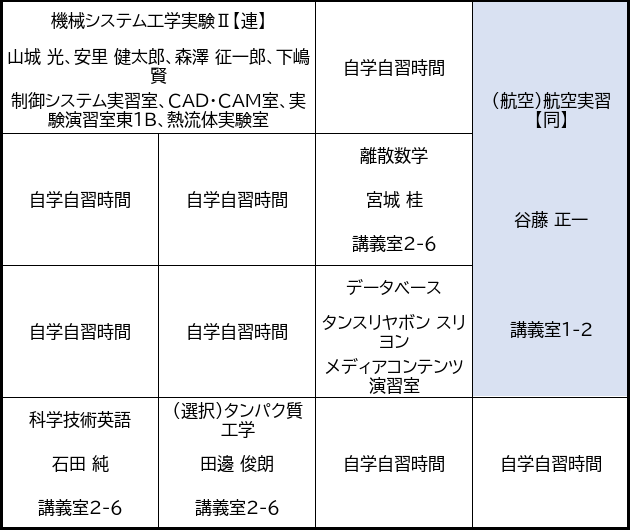 機械システム工学実験Ⅱ【連】
山城 光、安里 健太郎、森澤 征一郎、下嶋
賢
制御システム実習室、CAD・CAM室、実
験演習室東1B、熱流体実験室
自学自習時間
(航空)航空実習
【同】
谷藤 正一
講義室1-2
自学自習時間
自学自習時間
離散数学
宮城 桂
講義室2-6
自学自習時間
自学自習時間
データベース
タンスリヤボン スリ
ヨン
メディアコンテンツ
演習室
科学技術英語
石田 純
講義室2-6
(選択)タンパク質
工学
田邊 俊朗
講義室2-6
自学自習時間
自学自習時間